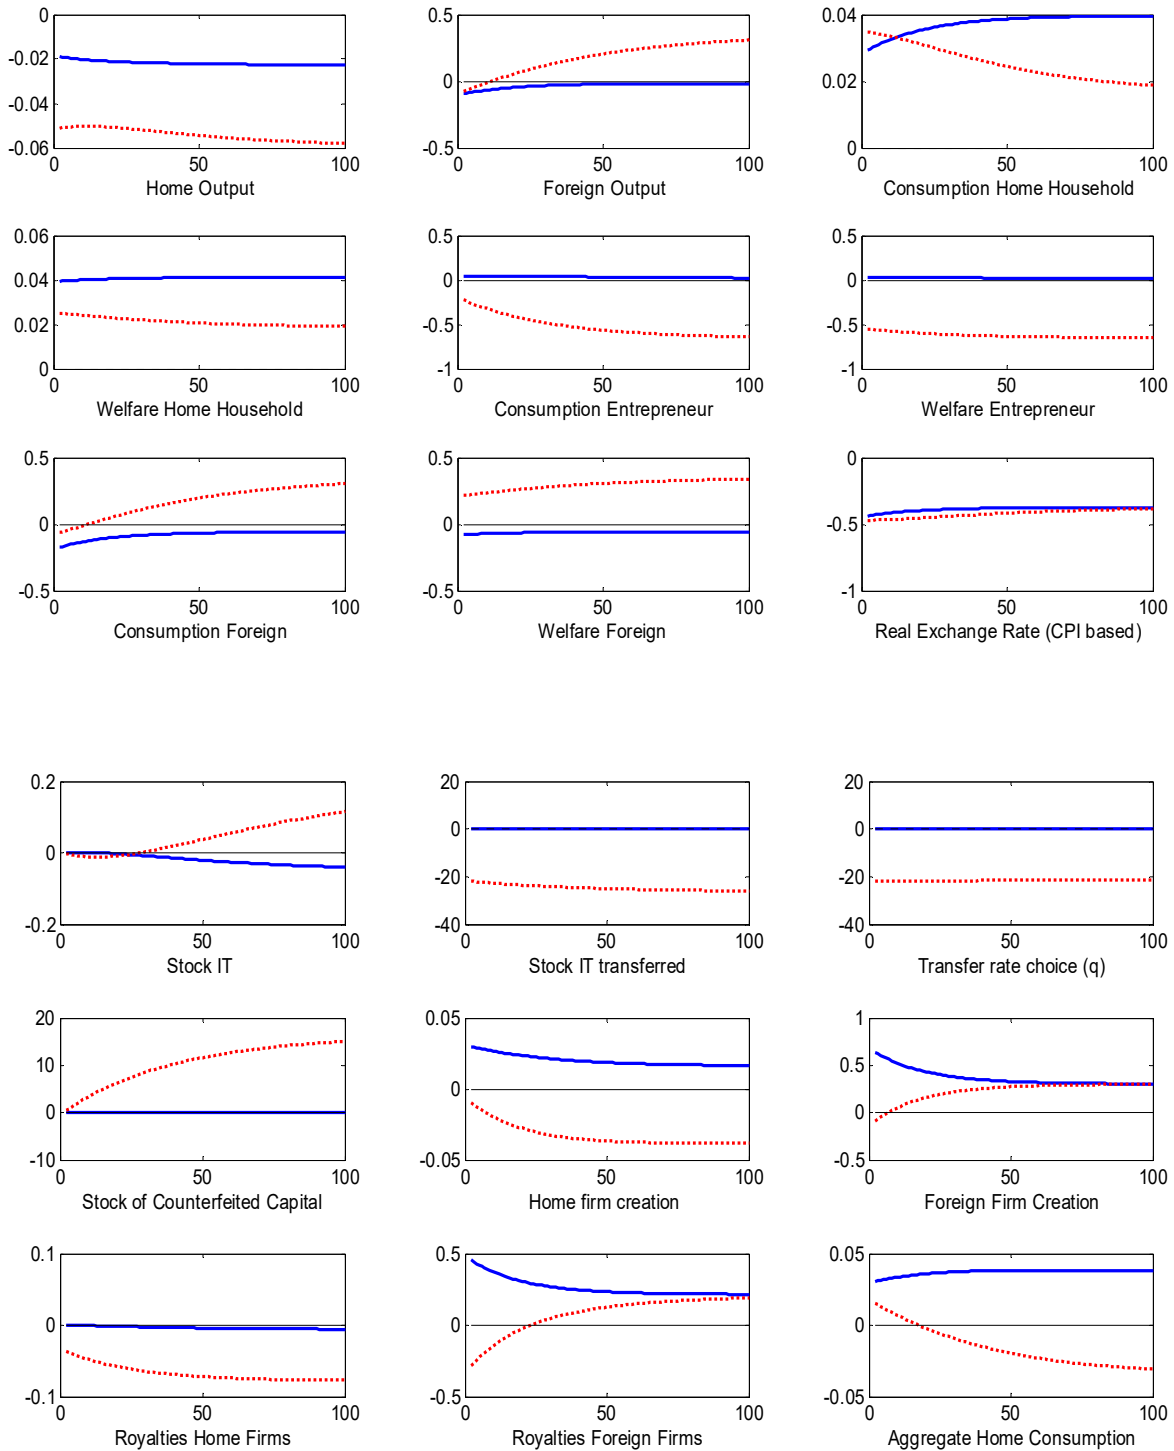 0 0.5 0.04
-0.02
-0.04 0 0.02
-0.06 -0.5 0
0 50 100 0 50 100 0 50 100
Home Output Foreign Output Consumption Home Household
0.06 0.5 0.5
0.04 0 0
0.02 -0.5 -0.5
0 -1 -1
0 50 100 0 50 100 0 50 100
Welfare Home Household Consumption Entrepreneur Welfare Entrepreneur
0.5 0.5 0
0 0 -0.5
-0.5 -0.5 -1
0 50 100 0 50 100 0 50 100
Consumption Foreign Welfare Foreign Real Exchange Rate (CPI based)
0.2 20 20
0 0 0
-20 -20
-0.2 -40 -40
0 50 100 0 50 100 0 50 100
Stock IT Stock IT transferred Transfer rate choice (q)
20 0.05 1
10 0.5
0 0 0
-10 -0.05 -0.5
0 50 100 0 50 100 0 50 100
Stock of Counterfeited Capital Home firm creation Foreign Firm Creation
0.1 0.5 0.05
0 0 0
-0.1 -0.5 -0.05
0 50 100 0 50 100 0 50 100
Royalties Home Firms Royalties Foreign Firms Aggregate Home Consumption